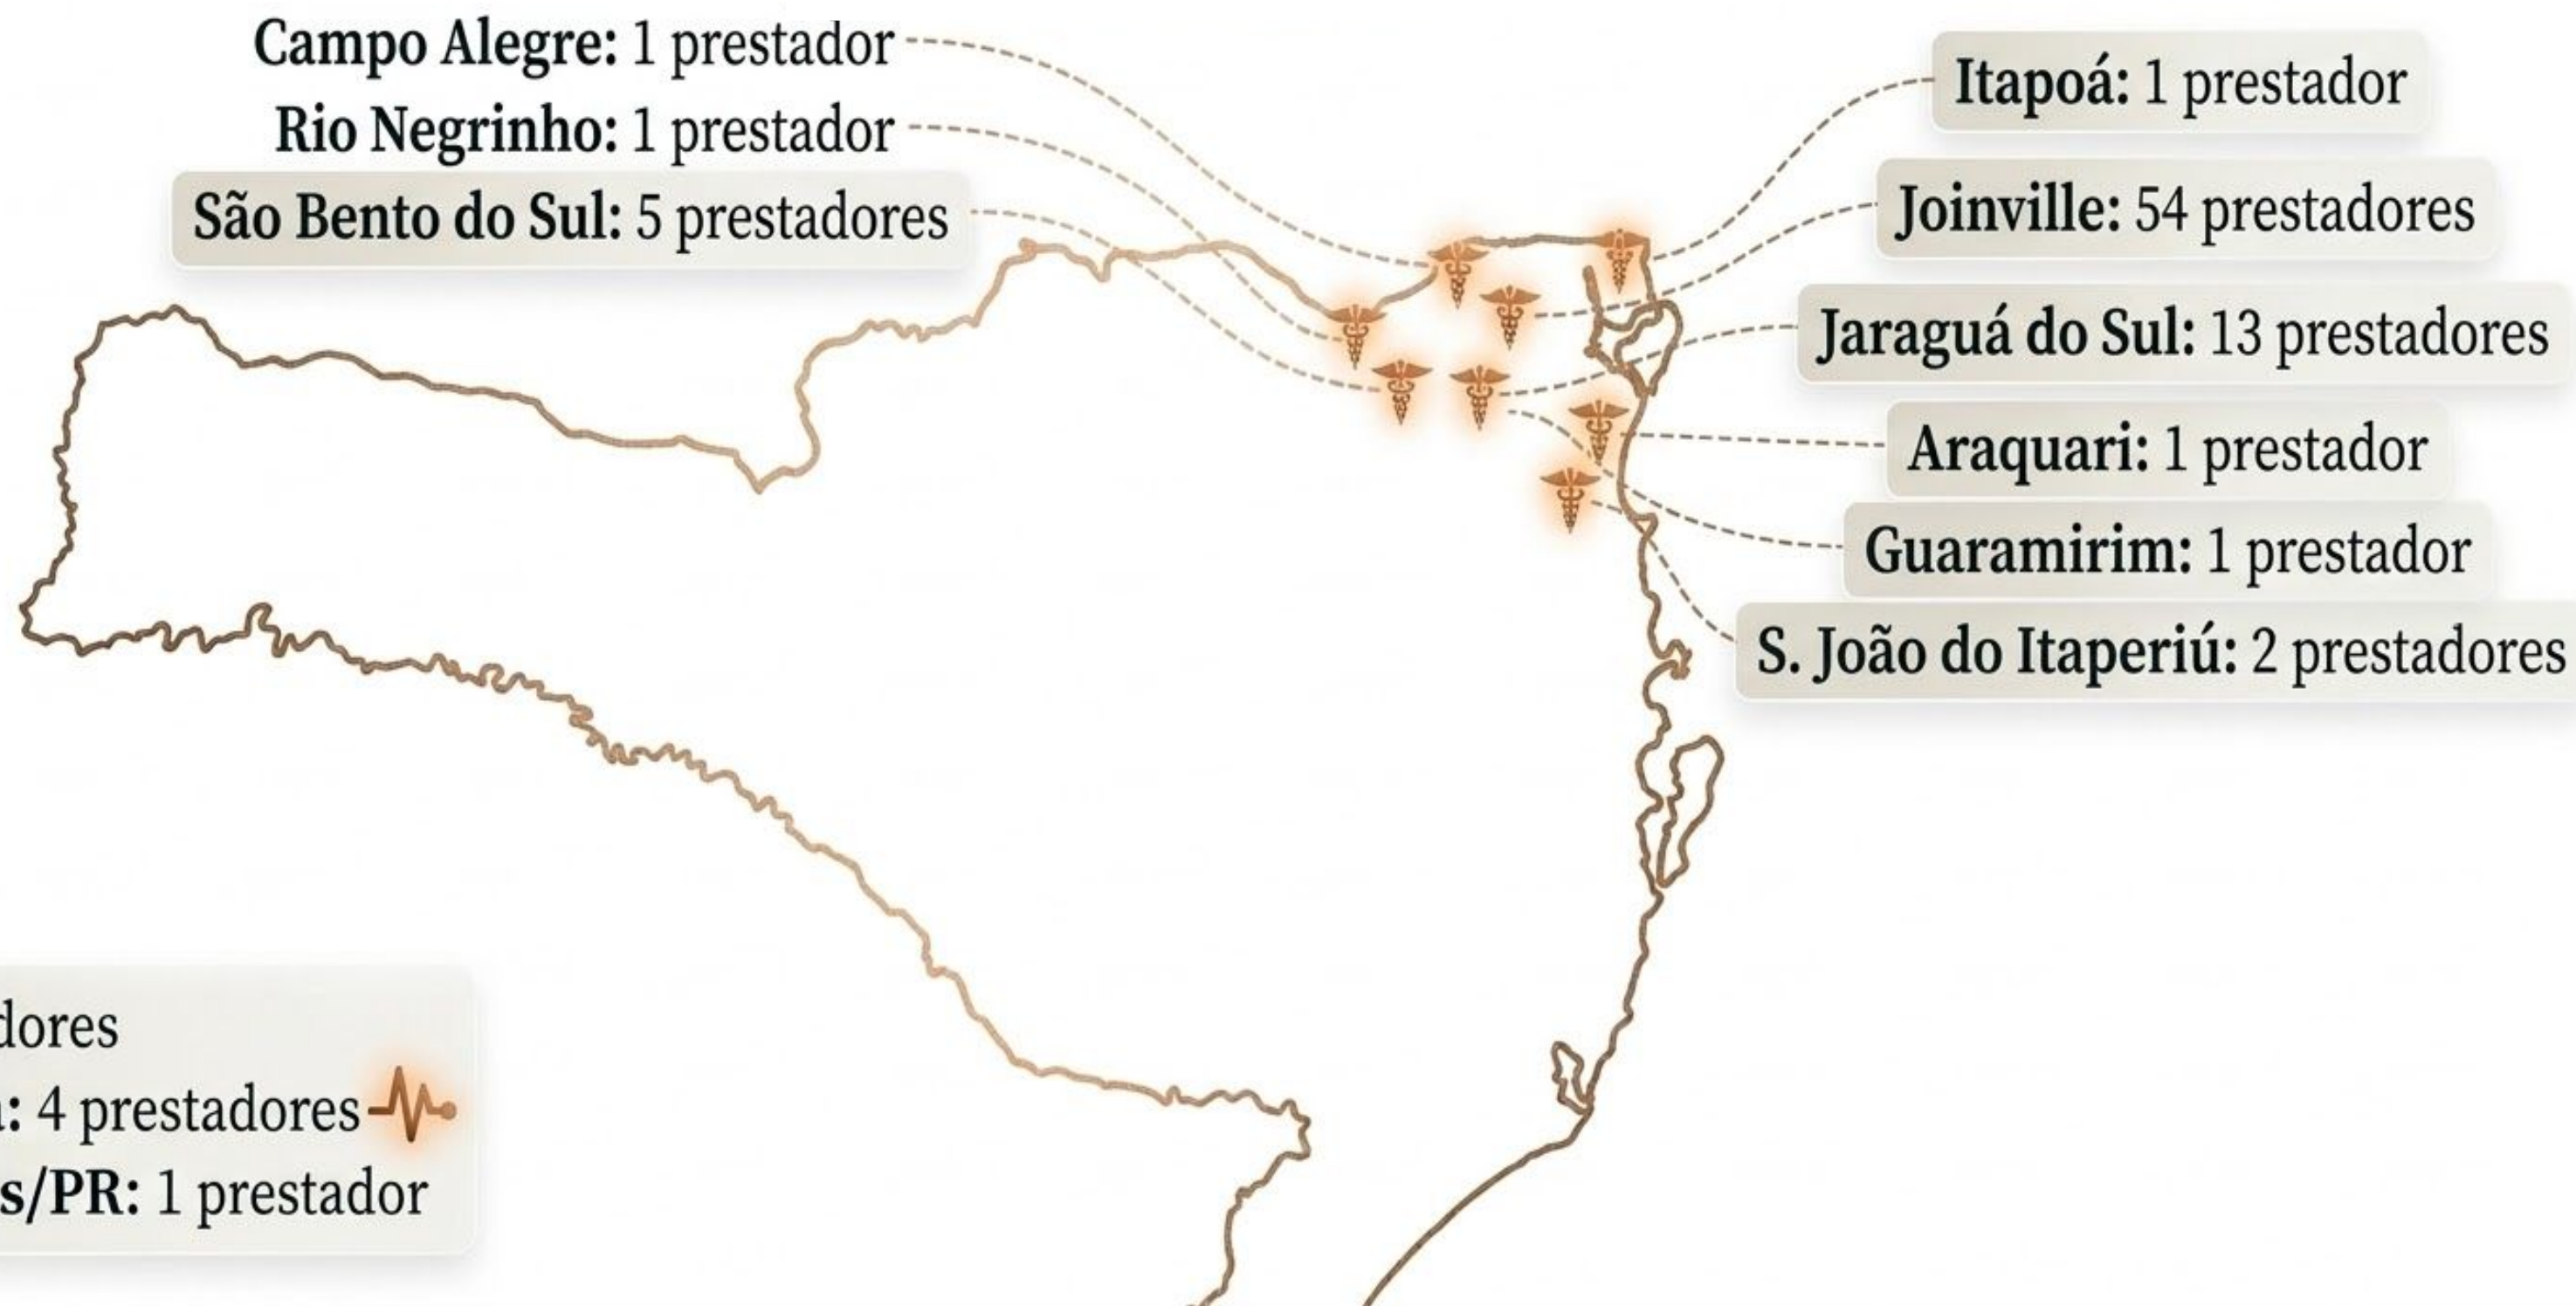 Campo Alegre: 1 prestador
Rio Negrinho: 1 prestador
São Bento do Sul: 5 prestadores
Itapoá: 1 prestador
Joinville: 54 prestadores
Jaraguá do Sul: 13 prestadores
Araquari: 1 prestador
Guaramirim: 1 prestador
S. João do Itaperiú: 2 prestadores
dores
: 4 prestadores
s/PR: 1 prestador